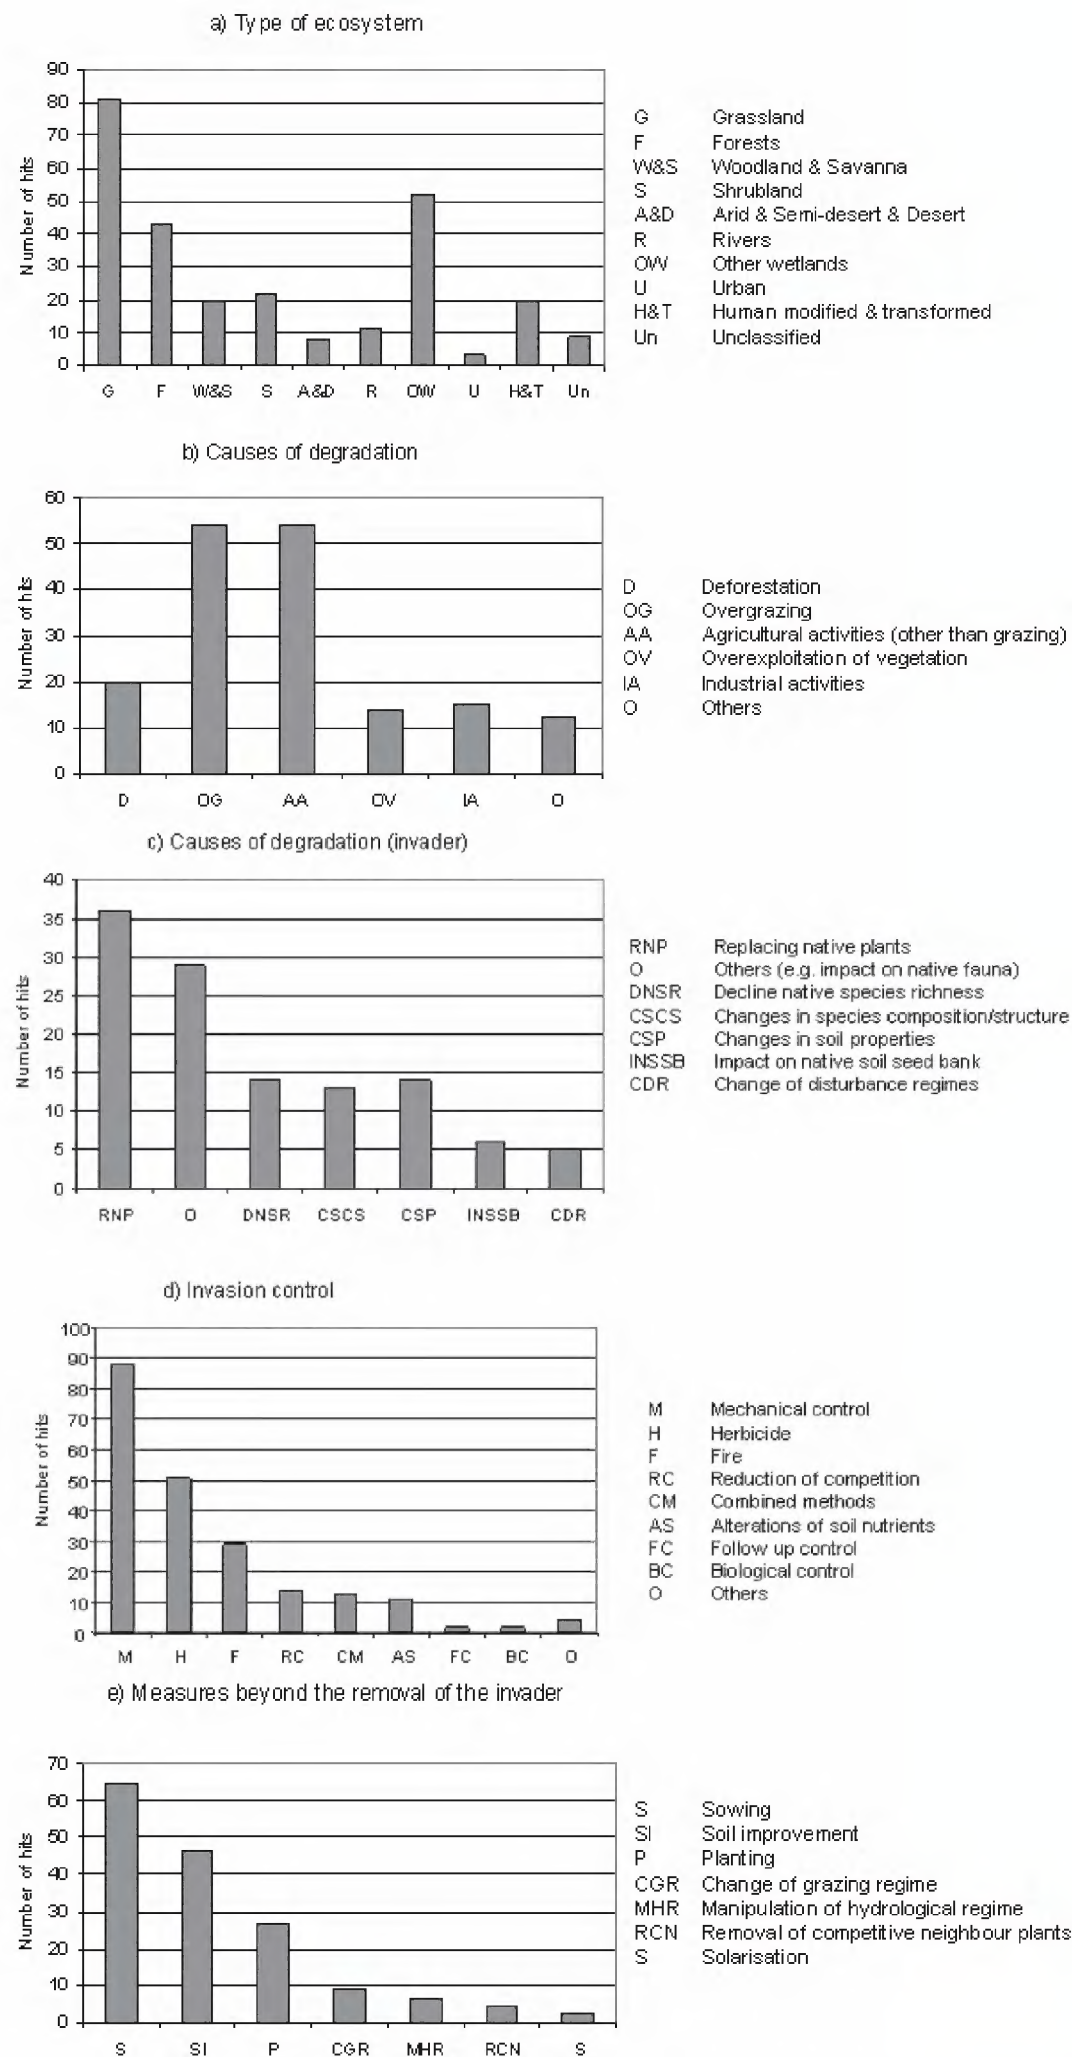 a) Type of ecosystem
Number of hits
90
80
70
60
50
40
30
20
10
0
G F W&S S A&D R OW U H&T Un
G Grassland
F Forests
W&S Woodland & Savanna
S Shrubland
A&D Arid & Semi-desert & Desert
R Rivers
OW Other wetlands
U Urban
H&T Human modified & transformed
Un Unclassified
b) Causes of degradation
Number of hits
60
50
40
30
20
10
0
D OG AA OV IA O
D Deforestation
OG Overgrazing
AA Agricultural activities (other than grazing)
OV Overexploitation of vegetation
IA Industrial activities
O Others
c) Causes of degradation (invader)
Number of hits
40
35
30
25
20
15
10
5
0
RNP O DNSR CSCS CSP INSSB CDR
RNP Replacing native plants
O Others (e.g. impact on native fauna)
DNSR Decline native species richness
CSCS Changes in species composition/structure
CSP Changes in soil properties
INSSB Impact on native soil seed bank
CDR Change of disturbance regimes
d) Invasion control
Number of hits
100
90
80
70
60
50
40
30
20
10
0
M H F RC CM AS FC BC O
M Mechanical control
H Herbicide
F Fire
RC Reduction of competition
CM Combined methods
AS Alterations of soil nutrients
FC Follow up control
BC Biological control
O Others
e) Measures beyond the removal of the invader
Number of hits
70
60
50
40
30
20
10
0
S SI P CGR MHR RCN S
S Sowing
SI Soil improvement
P Planting
CGR Change of grazing regime
MHR Manipulation of hydrological regime
RCN Removal of competitive neighbour plants
S Solarisation